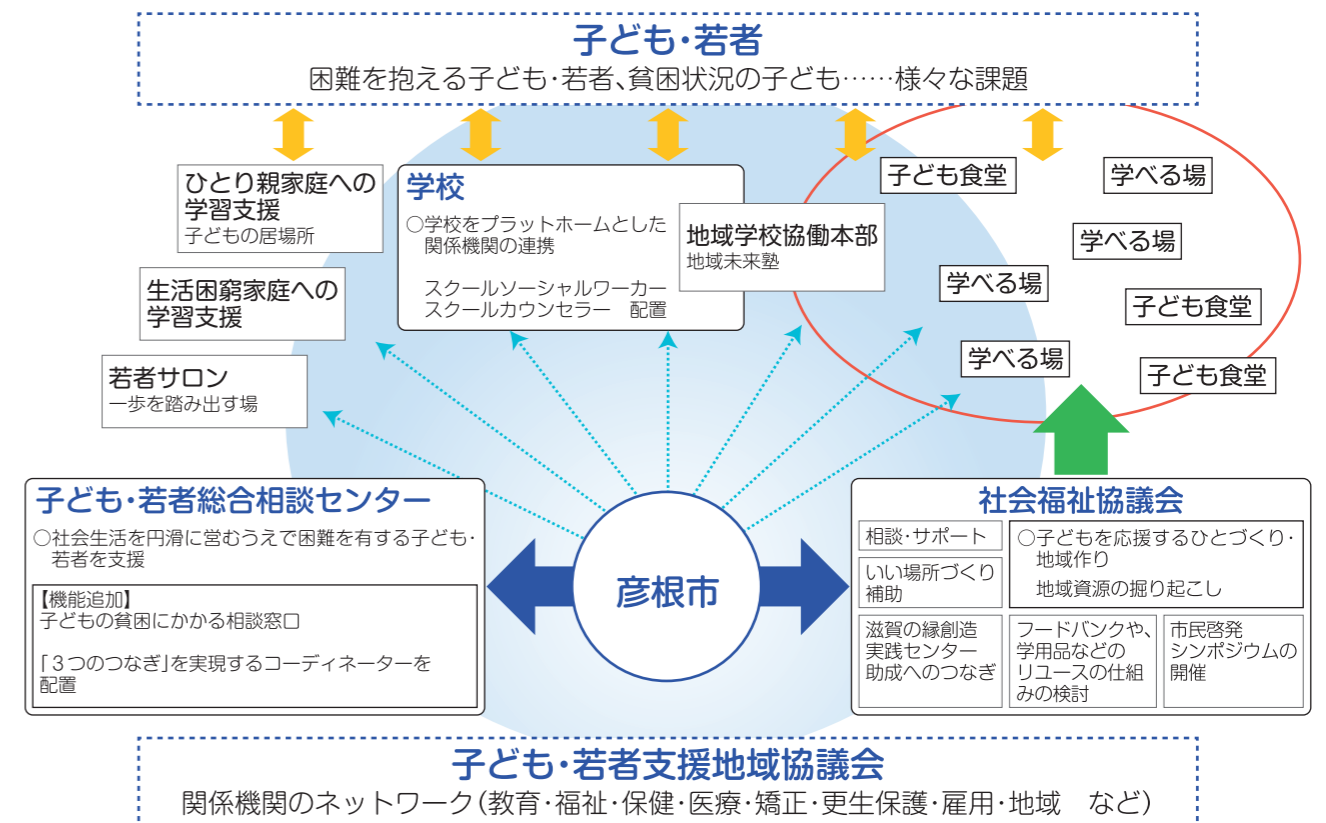 子ども・若者
困難を抱える子ども・若者、貧困状況の子ども……様々な課題
ひとり親家庭への
学習支援
子どもの居場所
生活困窮家庭への
学習支援
若者サロン
一歩を踏み出す場
学校
○学校をプラットホームとした
関係機関の連携
スクールソーシャルワーカー
スクールカウンセラー　配置
地域学校協働本部
地域未来塾
子ども食堂
学べる場
学べる場
学べる場
子ども食堂
学べる場
子ども食堂
子ども・若者総合相談センター
○社会生活を円滑に営むうえで困難を有する子ども・
若者を支援
【機能追加】
子どもの貧困にかかる相談窓口
「３つのつなぎ」を実現するコーディネーターを
配置
彦根市
社会福祉協議会
相談・サポート
いい場所づくり
補助
○子どもを応援するひとづくり・
地域作り
地域資源の掘り起こし
滋賀の縁創造
実践センター
助成へのつなぎ
フードバンクや、
学用品などの
リユースの仕組
みの検討
市民啓発
シンポジウムの
開催
子ども・若者支援地域協議会
関係機関のネットワーク（教育・福祉・保健・医療・矯正・更生保護・雇用・地域　など）